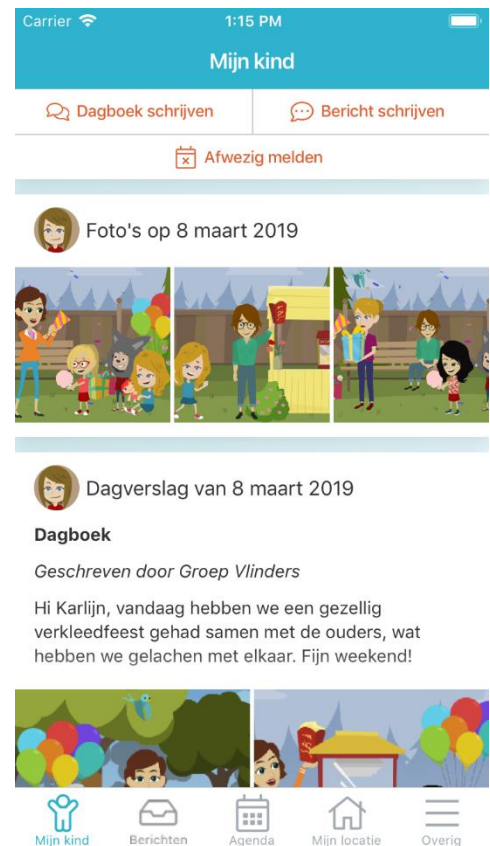 Carrier 1:15 PM
Mijn kind
Dagboek schrijven
Bericht schrijven
Afwezig melden
Foto's op 8 maart 2019
Dagverslag van 8 maart 2019
Dagboek
Geschreven door Groep Vlinders
Hi Karlijn, vandaag hebben we een gezellig
verkleedfeest gehad samen met de ouders, wat
hebben we gelachen met elkaar. Fijn weekend!
Mijn kind
Berichten
Agenda
Mijn locatie
Overig